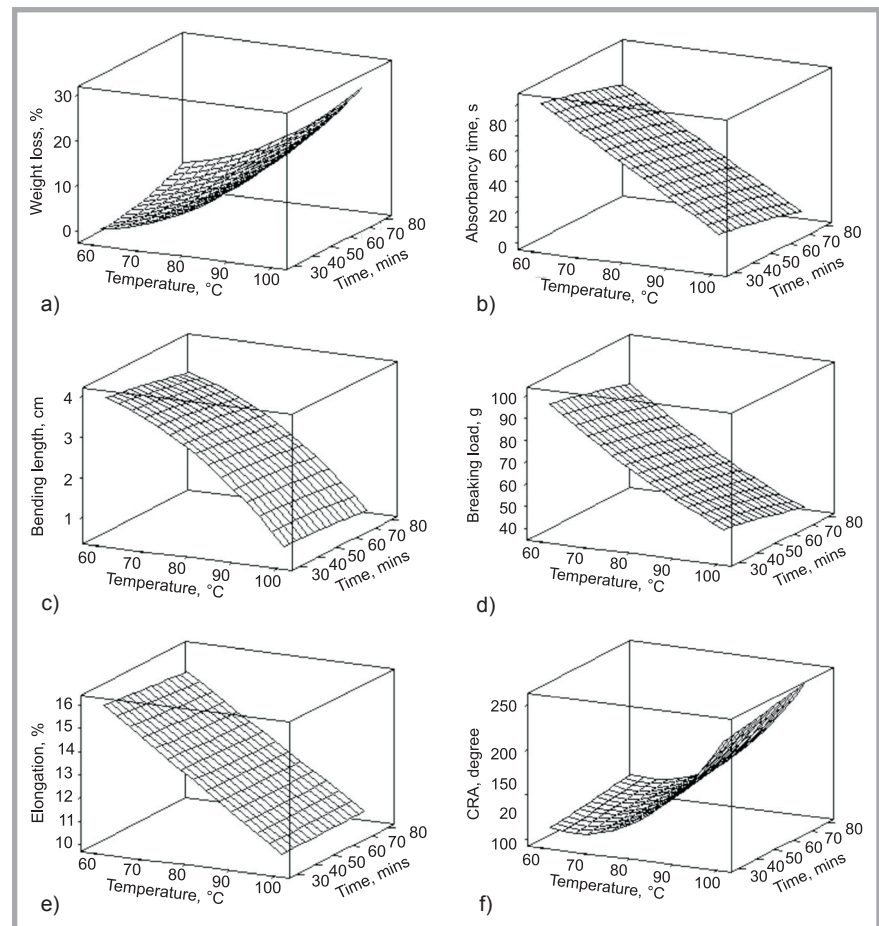 30
20
10
0
Weight loss, %
60 70 80 90 100
Temperature, °C
30 40 50 60 70 80
Time, mins
a)
80
60
40
20
0
Absorbancy time, s
60 70 80 90 100
Temperature, °C
30 40 50 60 70 80
Time, mins
b)
4
3
2
1
Bending length, cm
60 70 80 90 100
Temperature, °C
30 40 50 60 70 80
Time, mins
c)
100
90
80
70
60
50
40
Breaking load, g
60 70 80 90 100
Temperature, °C
30 40 50 60 70 80
Time, mins
d)
16
15
14
13
12
11
10
Elongation, %
60 70 80 90 100
Temperature, °C
30 40 50 60 70 80
Time, mins
e)
250
200
150
20
100
CRA, degree
60 70 80 90 100
Temperature, °C
30 40 50 60 70 80
Time, mins
f)